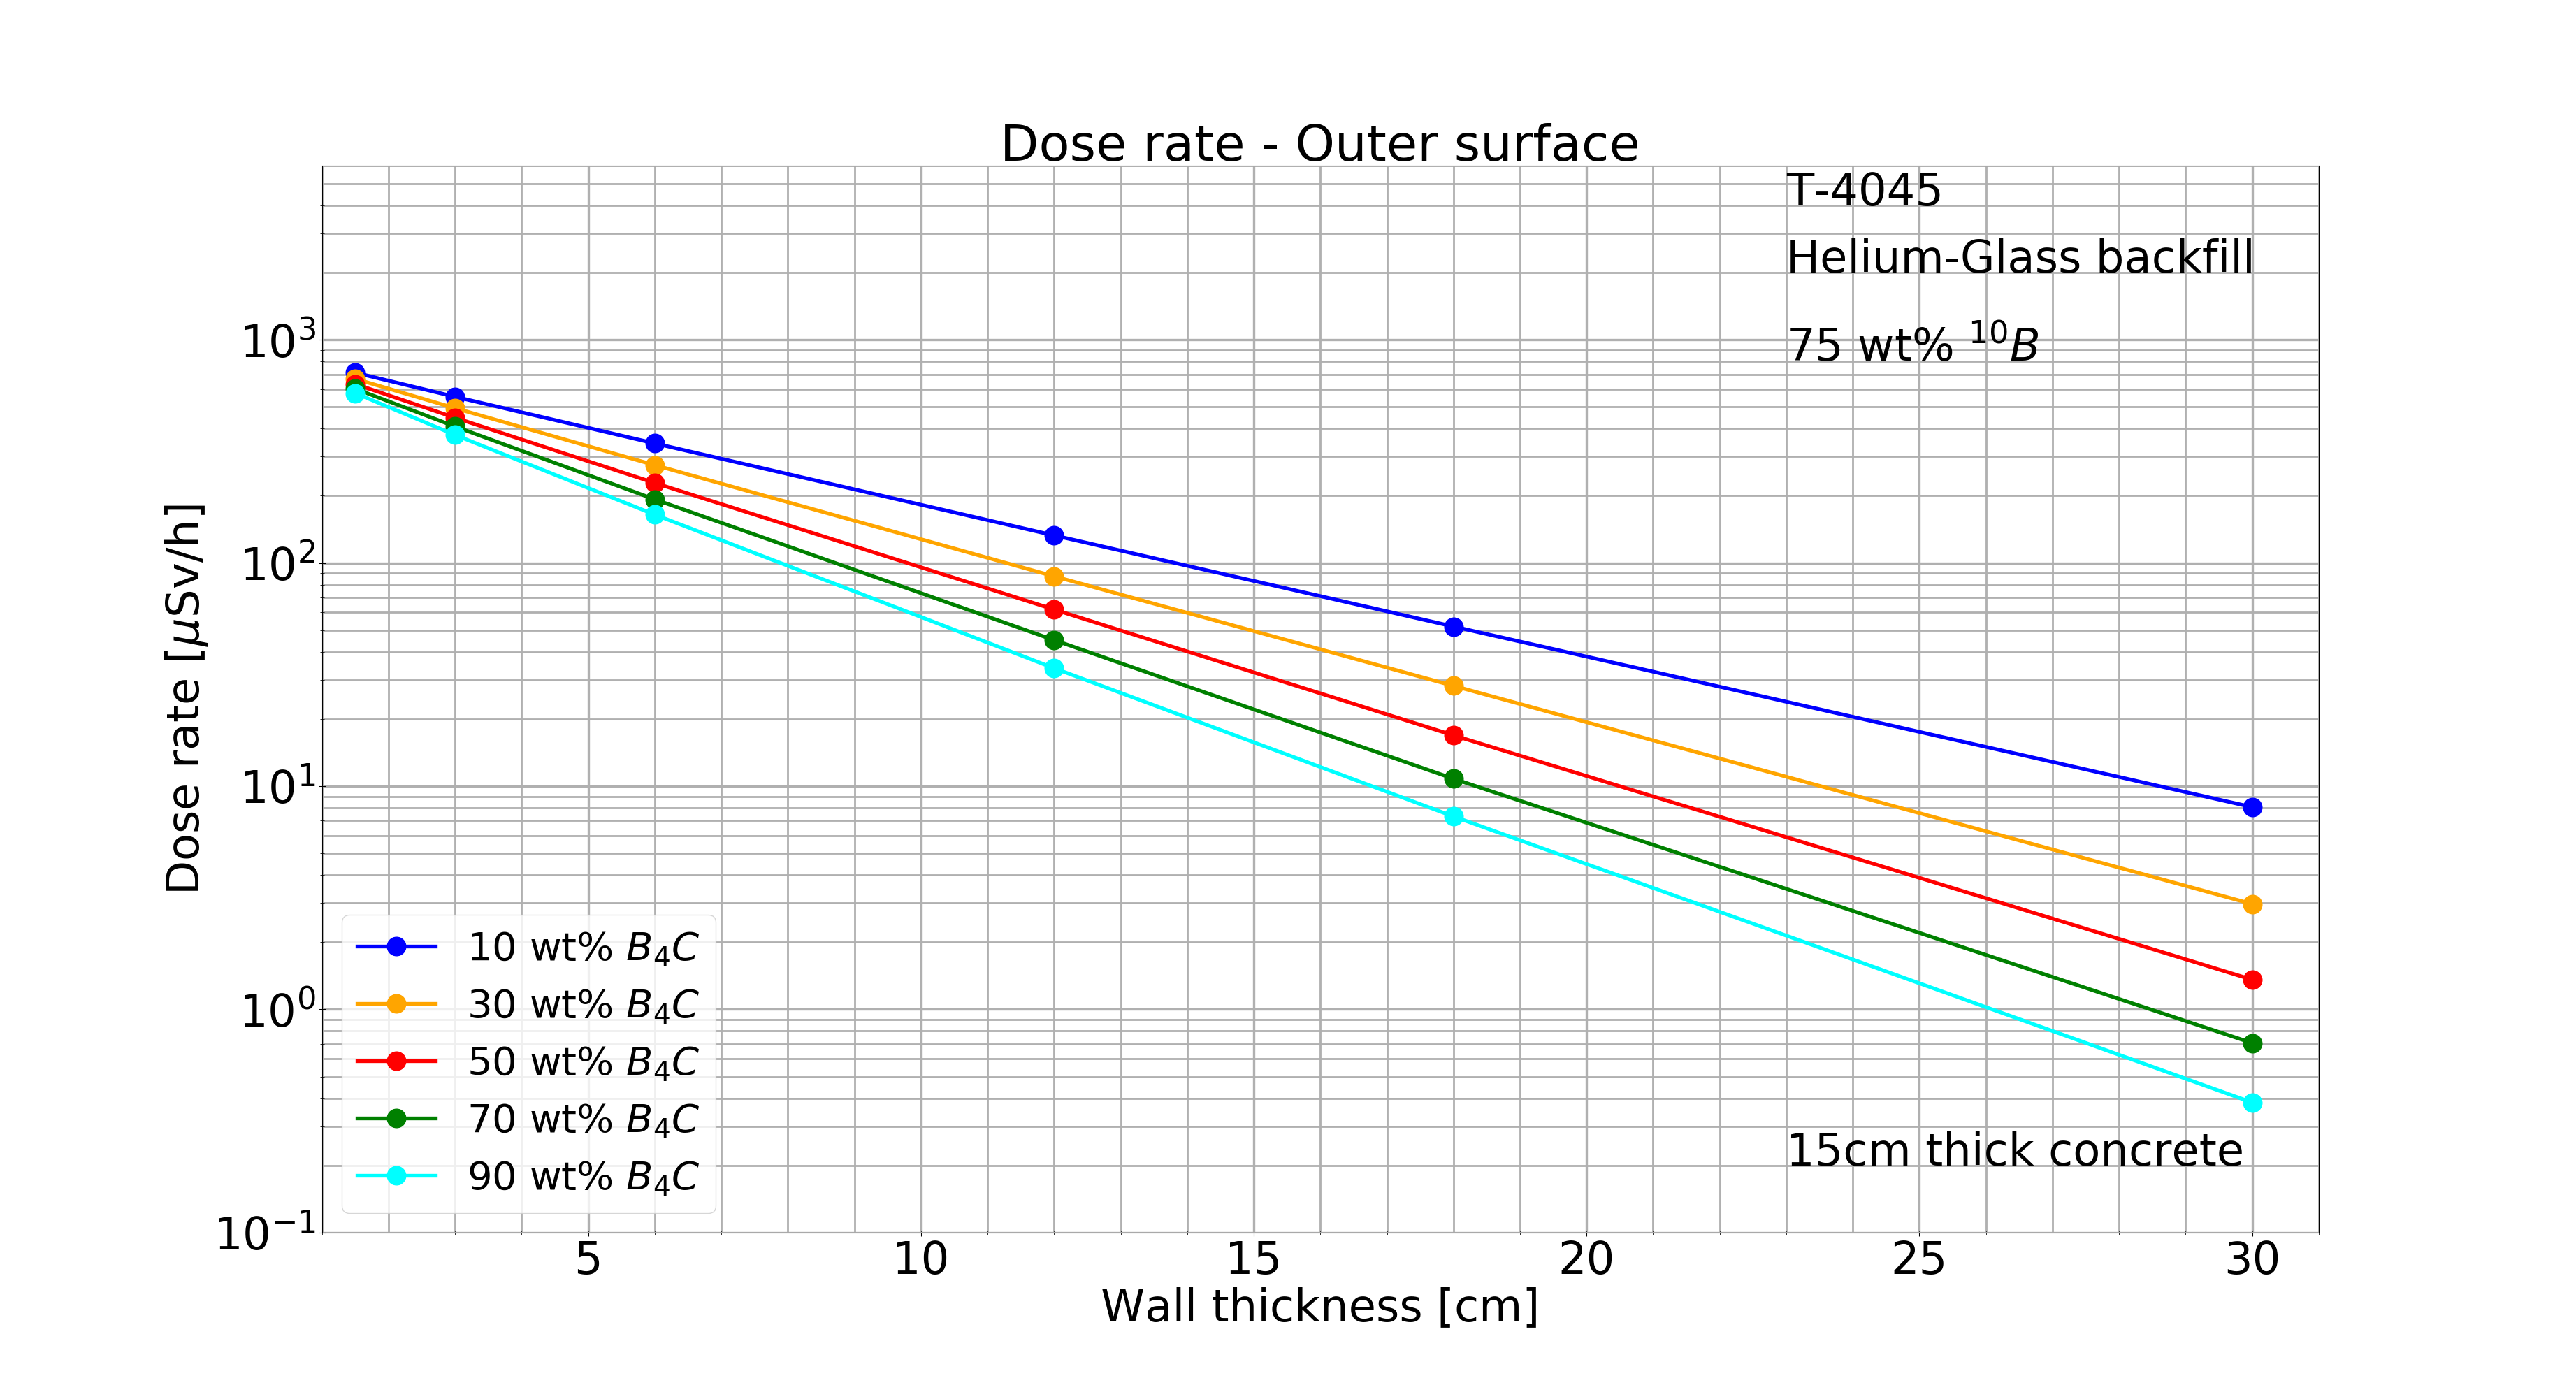 Dose rate - Outer surface
T-4045
Helium-Glass backfill
75 wt% ¹⁰B
10³
10²
10¹
10⁰
10⁻¹
Dose rate [μSv/h]
10 wt% B₄C
30 wt% B₄C
50 wt% B₄C
70 wt% B₄C
90 wt% B₄C
15cm thick concrete
5 10 15 20 25 30
Wall thickness [cm]